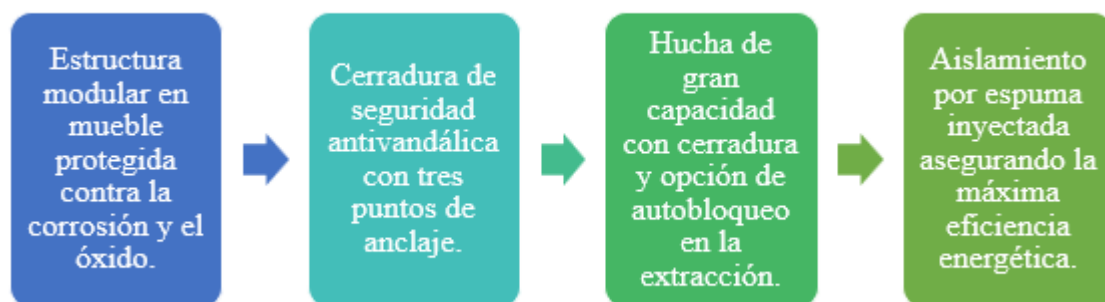 Estructura
modular en
mueble
protegida
contra la
corrosión y el
óxido.
Cerradura de
seguridad
antivandálica
con tres
puntos de
anclaje.
Hucha de
gran
capacidad
con cerradura
y opción de
autobloqueo
en la
extracción.
Aislamiento
por espuma
inyectada
asegurando la
máxima
eficiencia
energética.